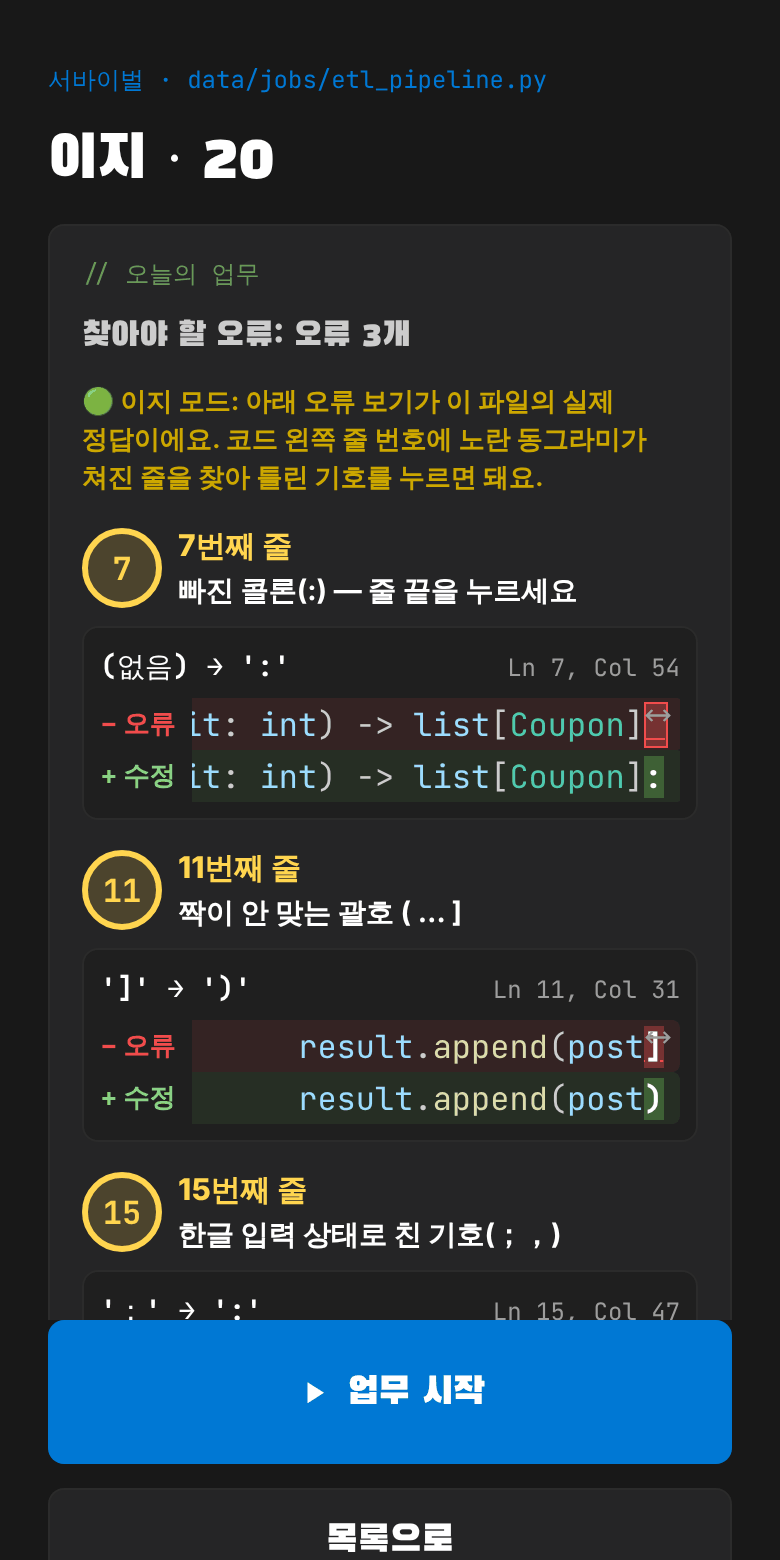 서바이벌 · data/jobs/etl_pipeline.py
이지 · 20
// 오늘의 업무
찾아야 할 오류: 오류 3개
🟢 이지 모드: 아래 오류 보기가 이 파일의 실제
정답이에요. 코드 왼쪽 줄 번호에 노란 동그라미가
쳐진 줄을 찾아 틀린 기호를 누르면 돼요.
7
7번째 줄
빠진 콜론(:) — 줄 끝을 누르세요
(없음) → ':'
Ln 7, Col 54
− 오류 it: int) -> list[Coupon]
+ 수정 it: int) -> list[Coupon]:
11
11번째 줄
짝이 안 맞는 괄호 ( … ]
']' → ')'
Ln 11, Col 31
− 오류 result.append(post]
+ 수정 result.append(post)
15
15번째 줄
한글 입력 상태로 친 기호( ； ，)
Ln 15, Col 47
▶ 업무 시작
목록으로